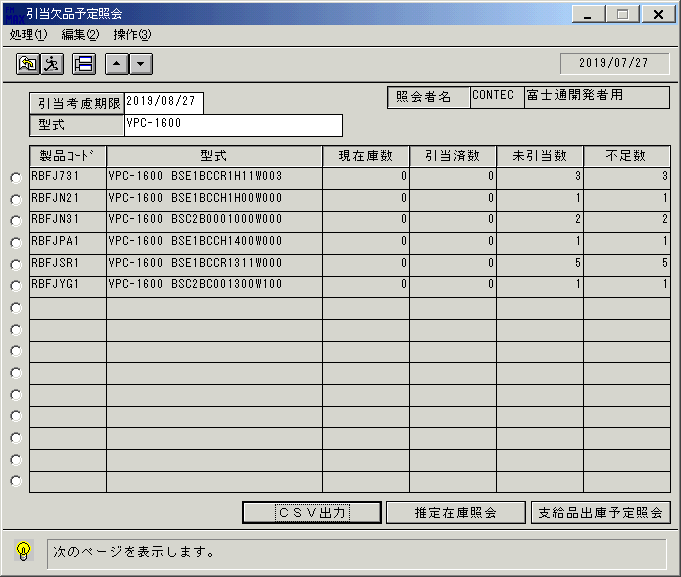 引当欠品予定照会
処理(1) 編集(2) 操作(3)
2019/07/27
引当考慮期限 2019/08/27
照会者名 CONTEC 富士通開発者用
型式 VPC-1600
製品ｺｰﾄﾞ 型式 現在庫数 引当済数 未引当数 不足数
RBFJ731 VPC-1600 BSE1BCCR1H11W003 0 0 3 3
RBFJN21 VPC-1600 BSE1BCCH1H00W000 0 0 1 1
RBFJN31 VPC-1600 BSC2B0001000W000 0 0 2 2
RBFJPA1 VPC-1600 BSE1BCCH1400W000 0 0 1 1
RBFJSR1 VPC-1600 BSE1BCCR1311W000 0 0 5 5
RBFJYG1 VPC-1600 BSC2BC001300W100 0 0 1 1
ＣＳＶ出力 推定在庫照会 支給品出庫予定照会
次のページを表示します。